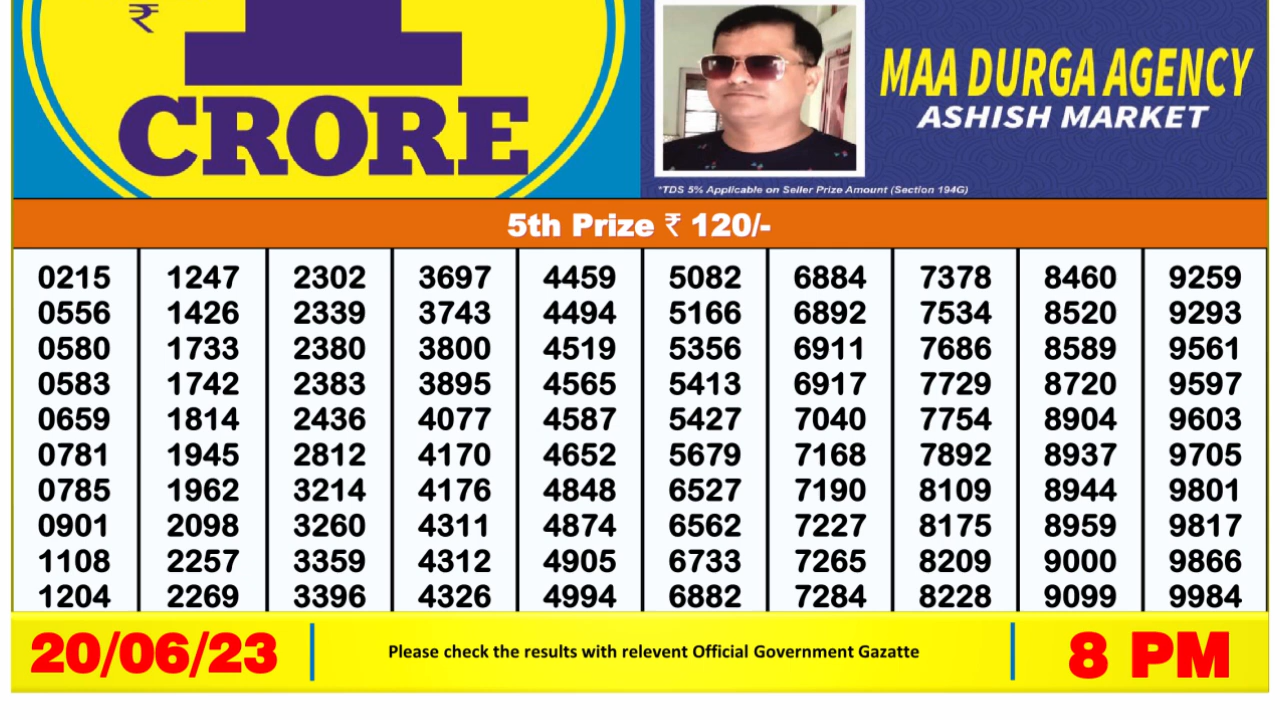 ₹ 1
CRORE
MAA DURGA AGENCY
ASHISH MARKET
*TDS 5% Applicable on Seller Prize Amount (Section 194G)
5th Prize ₹ 120/-
0215 1247 2302 3697 4459 5082 6884 7378 8460 9259
0556 1426 2339 3743 4494 5166 6892 7534 8520 9293
0580 1733 2380 3800 4519 5356 6911 7686 8589 9561
0583 1742 2383 3895 4565 5413 6917 7729 8720 9597
0659 1814 2436 4077 4587 5427 7040 7754 8904 9603
0781 1945 2812 4170 4652 5679 7168 7892 8937 9705
0785 1962 3214 4176 4848 6527 7190 8109 8944 9801
0901 2098 3260 4311 4874 6562 7227 8175 8959 9817
1108 2257 3359 4312 4905 6733 7265 8209 9000 9866
1204 2269 3396 4326 4994 6882 7284 8228 9099 9984
20/06/23
Please check the results with relevent Official Government Gazatte
8 PM